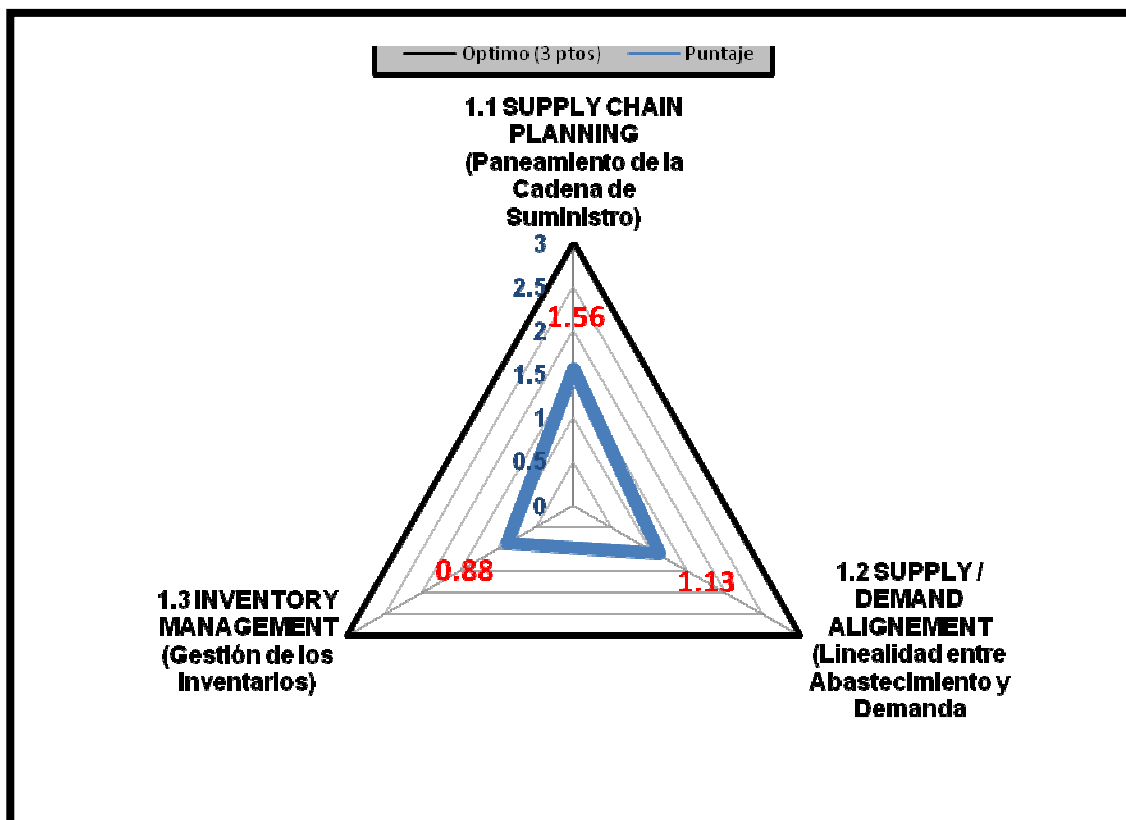 Optimo (3 ptos) Puntaje
1.1 SUPPLY CHAIN
PLANNING
(Paneamiento de la
Cadena de
Suministro)
3
2.5
1.56
2
1.5
1
0.5
0
0.88
1.13
1.3 INVENTORY
MANAGEMENT
(Gestión de los
Inventarios)
1.2 SUPPLY /
DEMAND
ALIGNEMENT
(Linealidad entre
Abastecimiento y
Demanda